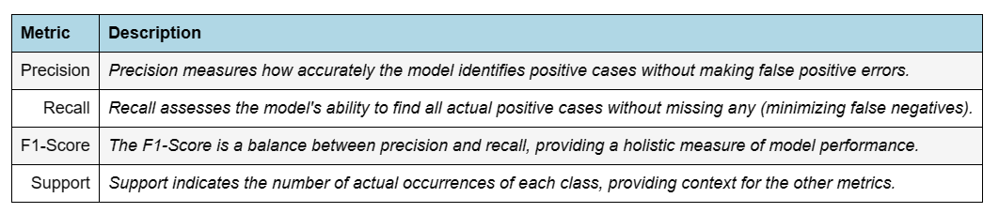 Metric Description
Precision Precision measures how accurately the model identifies positive cases without making false positive errors.
Recall Recall assesses the model's ability to find all actual positive cases without missing any (minimizing false negatives).
F1-Score The F1-Score is a balance between precision and recall, providing a holistic measure of model performance.
Support Support indicates the number of actual occurrences of each class, providing context for the other metrics.